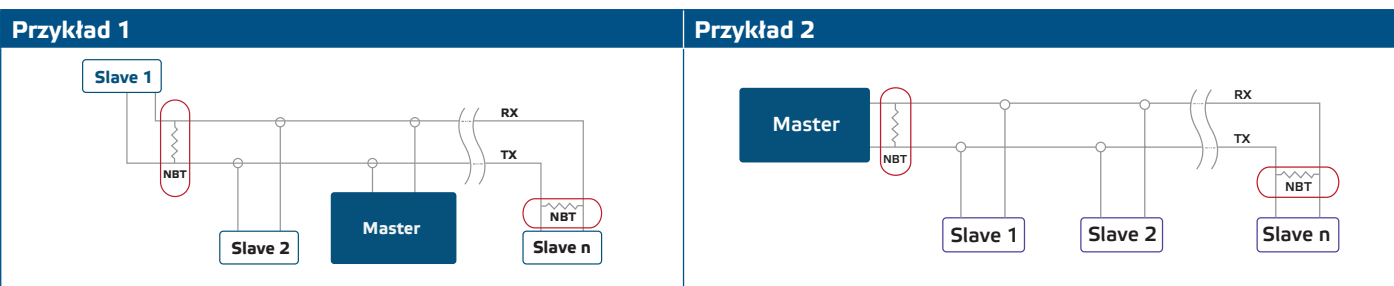 Przykład 1
Slave 1
RX
TX
NBT
NBT
Slave 2
Master
Slave n
Przykład 2
RX
Master
TX
NBT
NBT
Slave 1
Slave 2
Slave n